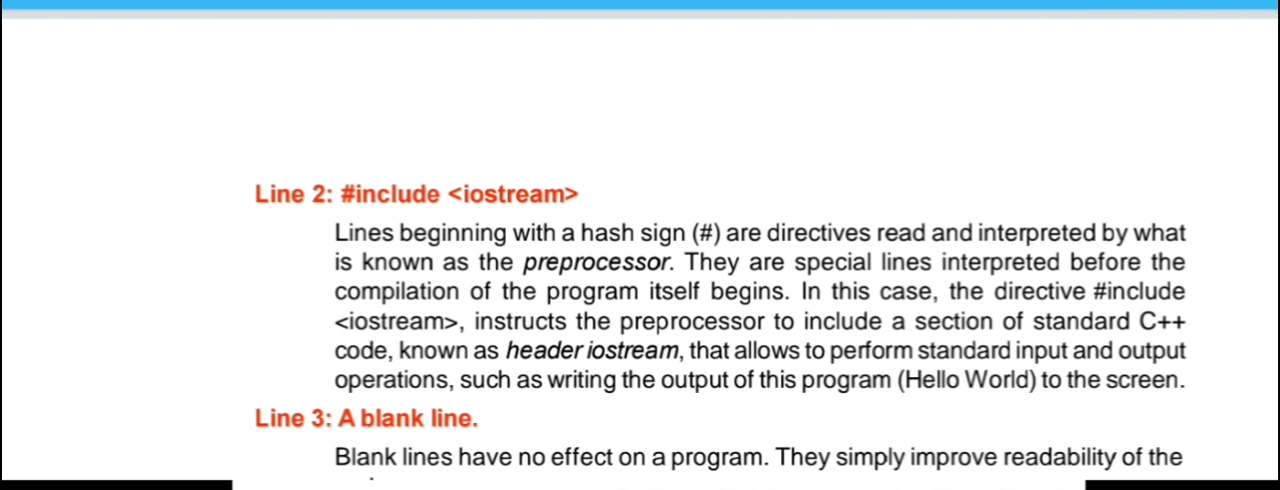 Line 2: #include <iostream>
Lines beginning with a hash sign (#) are directives read and interpreted by what
is known as the preprocessor. They are special lines interpreted before the
compilation of the program itself begins. In this case, the directive #include
<iostream>, instructs the preprocessor to include a section of standard C++
code, known as header iostream, that allows to perform standard input and output
operations, such as writing the output of this program (Hello World) to the screen.
Line 3: A blank line.
Blank lines have no effect on a program. They simply improve readability of the